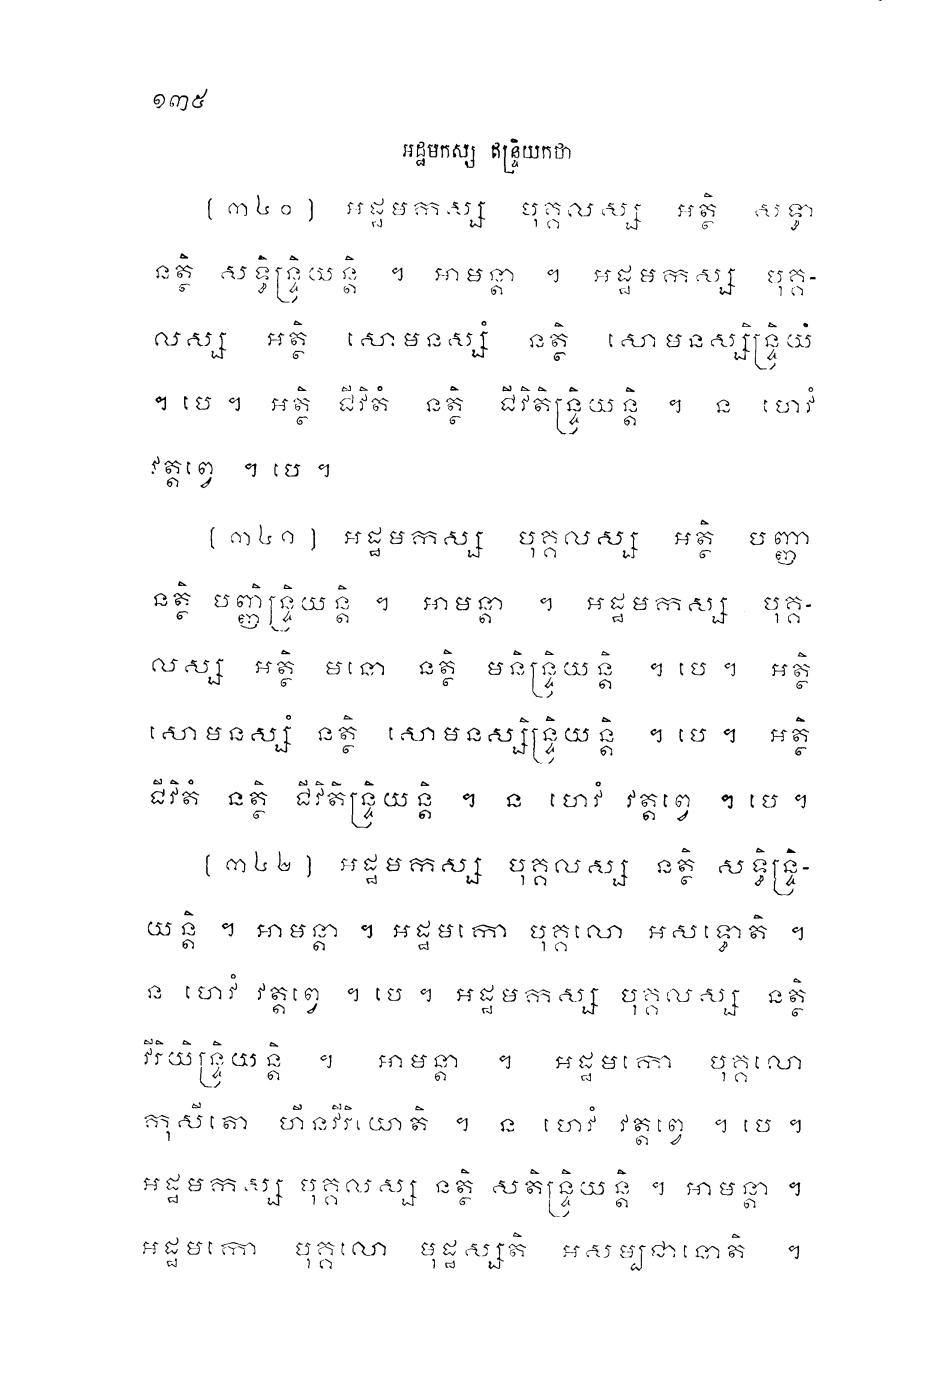 ១៣៥
អដ្ឋមកស្ស ឥន្ទ្រិយកថា
(៣៤០) អដ្ឋមកស្ស បុគ្គលស្ស អត្ថិ សទ្ធា
នត្ថិ សទ្ធិន្ទ្រិយន្តិ ។ អាមន្តា ។ អដ្ឋមកស្ស បុគ្គ-
លស្ស អត្ថិ សោមនស្សំ នត្ថិ សោមនស្សិន្ទ្រិយំ
។ បេ ។ អត្ថិ ជីវិតំ នត្ថិ ជីវិតិន្ទ្រិយន្តិ ។ ន ហេវំ
វត្តព្វេ ។ បេ ។
(៣៤១) អដ្ឋមកស្ស បុគ្គលស្ស អត្ថិ បញ្ញា
នត្ថិ បញ្ញិន្ទ្រិយន្តិ ។ អាមន្តា ។ អដ្ឋមកស្ស បុគ្គ-
លស្ស អត្ថិ មនោ នត្ថិ មនិន្ទ្រិយន្តិ ។ បេ ។ អត្ថិ
សោមនស្សំ នត្ថិ សោមនស្សិន្ទ្រិយន្តិ ។ បេ ។ អត្ថិ
ជីវិតំ នត្ថិ ជីវិតិន្ទ្រិយន្តិ ។ ន ហេវំ វត្តព្វេ ។ បេ ។
(៣៤២) អដ្ឋមកស្ស បុគ្គលស្ស នត្ថិ សទ្ធិន្ទ្រិ-
យន្តិ ។ អាមន្តា ។ អដ្ឋមកោ បុគ្គលោ អសទ្ធោតិ ។
ន ហេវំ វត្តព្វេ ។ បេ ។ អដ្ឋមកស្ស បុគ្គលស្ស នត្ថិ
វីរិយិន្ទ្រិយន្តិ ។ អាមន្តា ។ អដ្ឋមកោ បុគ្គលោ
កុសីតោ ហីនវីរិយោតិ ។ ន ហេវំ វត្តព្វេ ។ បេ ។
អដ្ឋមកស្ស បុគ្គលស្ស នត្ថិ សតិន្ទ្រិយន្តិ ។ អាមន្តា ។
អដ្ឋមកោ បុគ្គលោ មុដ្ឋស្សតិ អសម្បជានោតិ ។